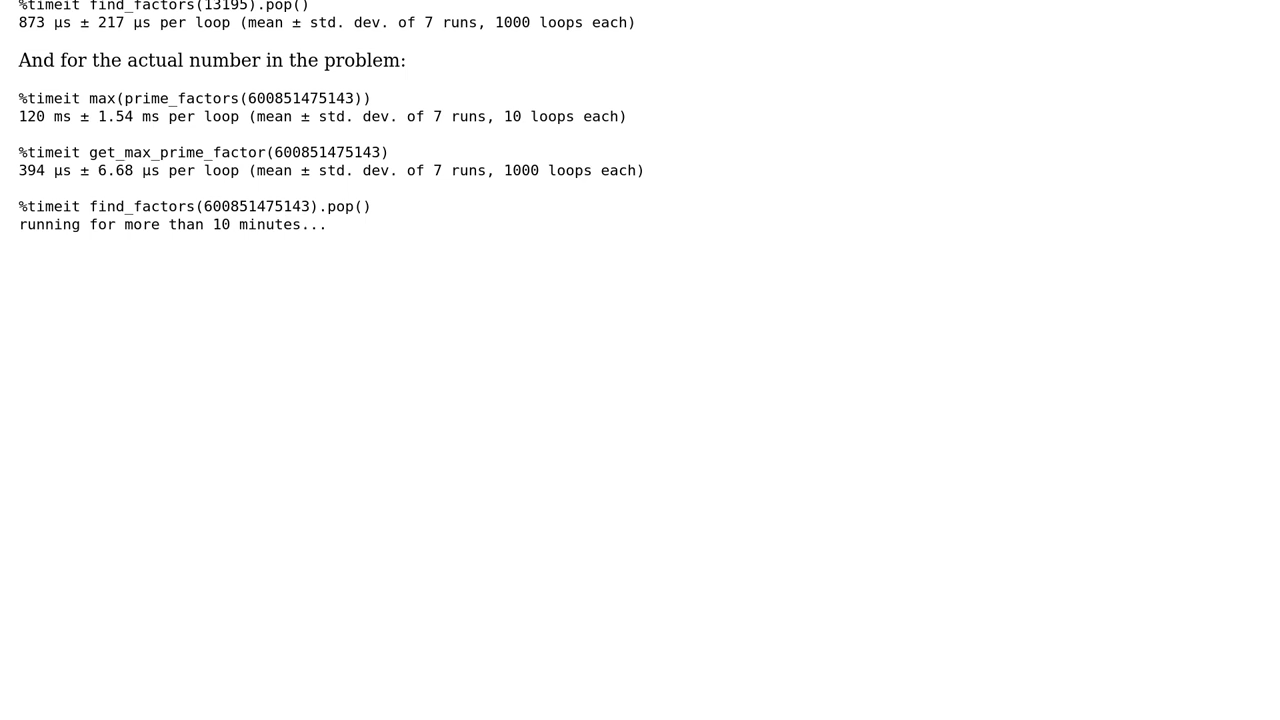 %timeit find_factors(13195).pop()
873 µs ± 217 µs per loop (mean ± std. dev. of 7 runs, 1000 loops each)
And for the actual number in the problem:
%timeit max(prime_factors(600851475143))
120 ms ± 1.54 ms per loop (mean ± std. dev. of 7 runs, 10 loops each)
%timeit get_max_prime_factor(600851475143)
394 µs ± 6.68 µs per loop (mean ± std. dev. of 7 runs, 1000 loops each)
%timeit find_factors(600851475143).pop()
running for more than 10 minutes...